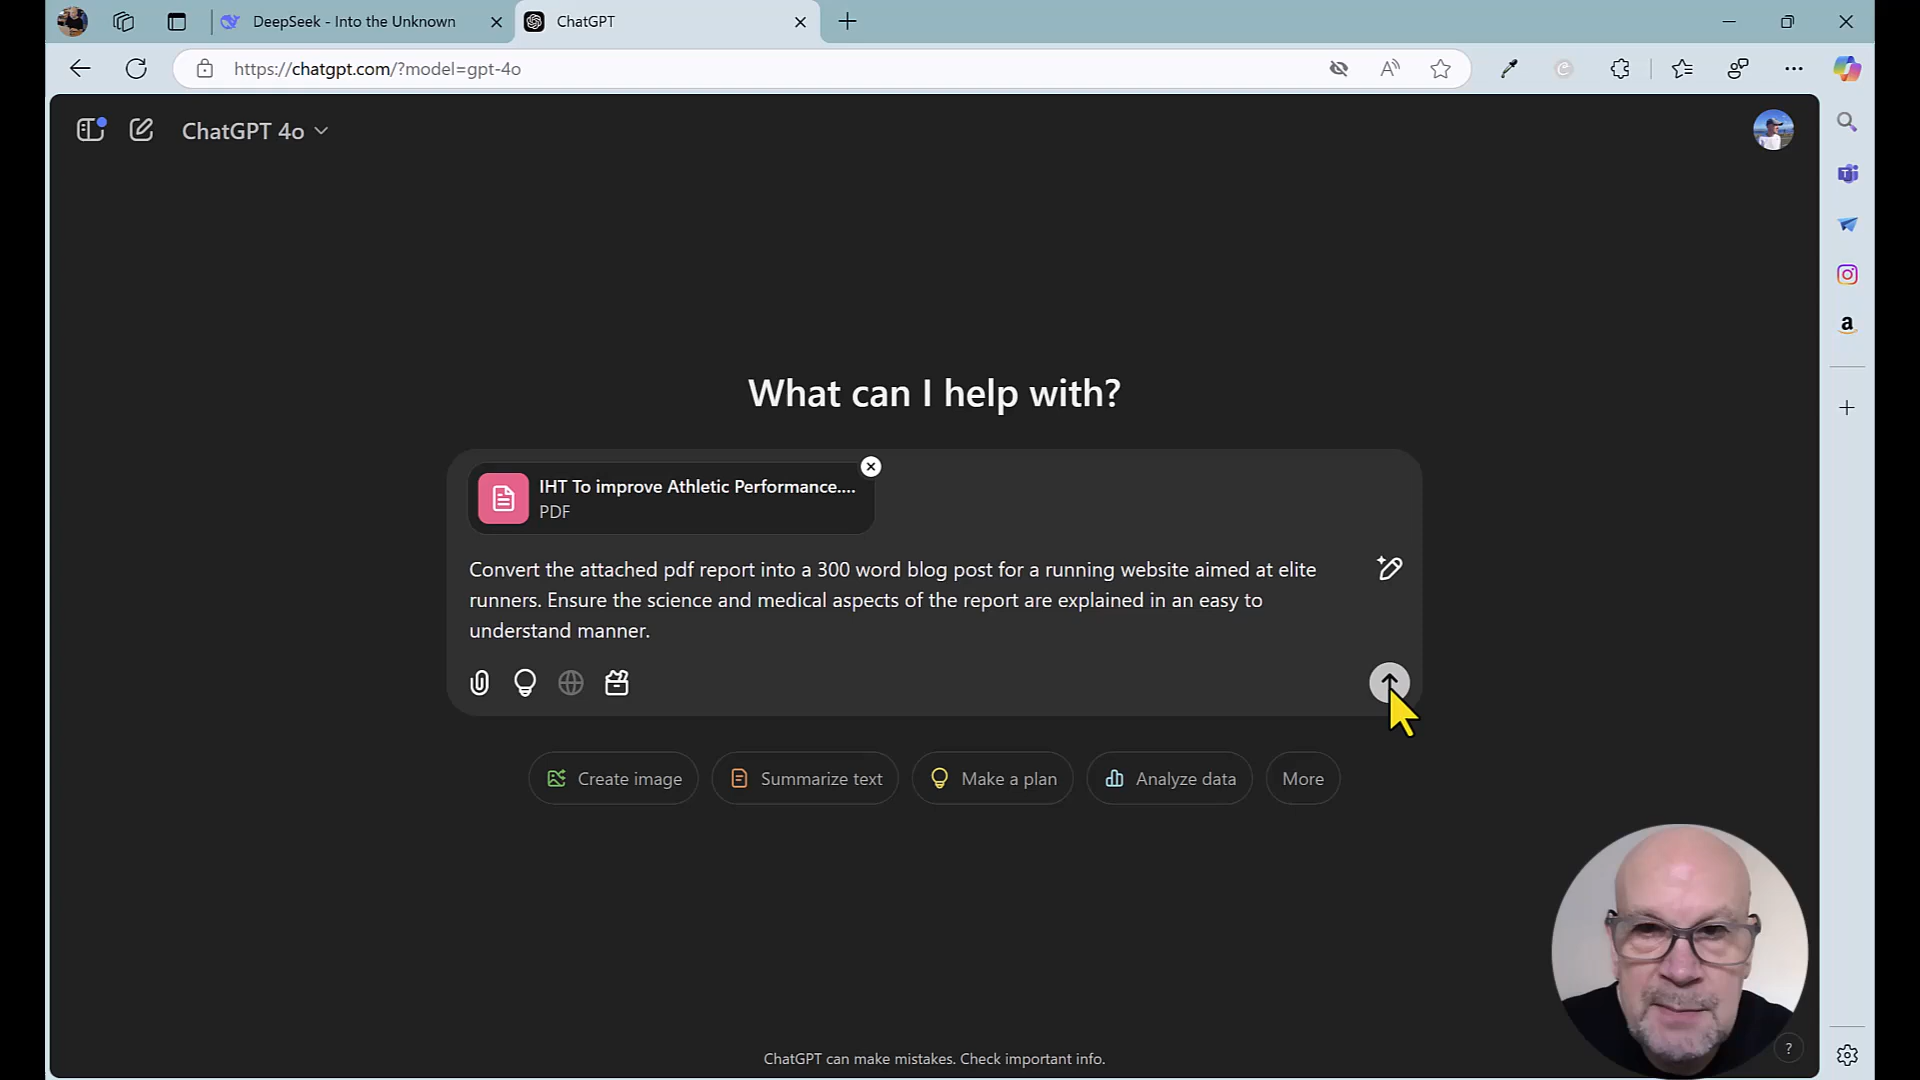 DeepSeek - Into the Unknown
ChatGPT
https://chatgpt.com/?model=gpt-4o
ChatGPT 4o
What can I help with?
IHT To improve Athletic Performance....
PDF
Convert the attached pdf report into a 300 word blog post for a running website aimed at elite
runners. Ensure the science and medical aspects of the report are explained in an easy to
understand manner.
Create image
Summarize text
Make a plan
Analyze data
More
ChatGPT can make mistakes. Check important info.
?